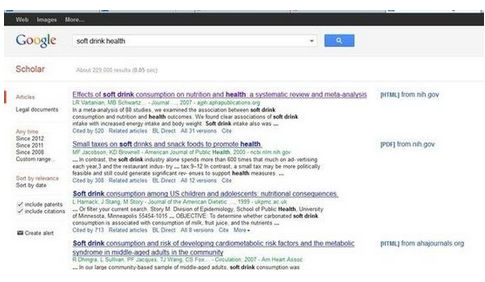 Web Images More...
Google
soft drink health
Scholar
About 225,000 results (0.05 sec)
Articles
Legal documents
Any time
Since 2012
Since 2011
Since 2008
Custom range...
Sort by relevance
Sort by date
include patents
include citations
Create alert
Effects of soft drink consumption on nutrition and health: a systematic review and meta-analysis
LR Vartanian, MB Schwartz... - Journal ..., 2007 - ajph.aphapublications.org
In a meta-analysis of 88 studies, we examined the association between soft drink
consumption and nutrition and health outcomes. We found clear associations of soft drink
intake with increased energy intake and body weight. Soft drink intake also was ...
Cited by 520 Related articles BL Direct All 31 versions Cite
[HTML] from nih.gov
Small taxes on soft drinks and snack foods to promote health.
MF Jacobson, KD Brownell - American Journal of Public Health, 2000 - ncbi.nlm.nih.gov
... In contrast, the soft drink industry alone spends more than 600 times that much on ad- vertising
each year,3 and the restaurant indus- try ... tax.9–12 In contrast, a small tax may be more politically
feasible and still could generate significant rev- enues to support health measures. ...
Cited by 308 Related articles BL Direct All 12 versions Cite
[PDF] from nih.gov
Soft drink consumption among US children and adolescents: nutritional consequences.
L Harnack, J Stang, M Story - Journal of the American Dietetic ..., 1999 - ukpmc.ac.uk
... Or filter your current search. Story M. Division of Epidemiology, School of Public Health, University
of Minnesota, Minneapolis 55454-1015 ... OBJECTIVE: To determine whether carbonated soft drink
consumption is associated with consumption of milk, fruit juice, and the nutrients ...
Cited by 713 Related articles BL Direct All 8 versions Cite More
Soft drink consumption and risk of developing cardiometabolic risk factors and the metabolic
syndrome in middle-aged adults in the community
R Dhingra, L Sullivan, PF Jacques, TJ Wang, CS Fox... - Circulation, 2007 - Am Heart Assoc
... In our large community-based sample of middle-aged adults, soft drink consumption was
[HTML] from ahajournals.org